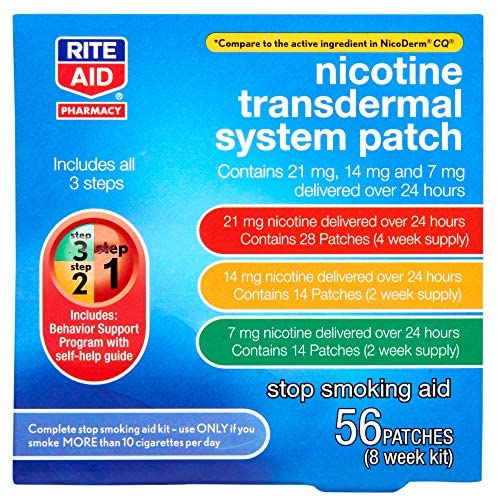 RITE
AID®
PHARMACY
*Compare to the active ingredient in NicoDerm® CQ®
nicotine
transdermal
system patch
Contains 21 mg, 14 mg and 7 mg
delivered over 24 hours
Includes all
3 steps
21 mg nicotine delivered over 24 hours
Contains 28 Patches (4 week supply)
step
3
step
1
step
2
14 mg nicotine delivered over 24 hours
Contains 14 Patches (2 week supply)
Includes:
Behavior Support
Program with
self-help guide
7 mg nicotine delivered over 24 hours
Contains 14 Patches (2 week supply)
stop smoking aid
56 PATCHES
(8 week kit)
Complete stop smoking aid kit – use ONLY if you
smoke MORE than 10 cigarettes per day